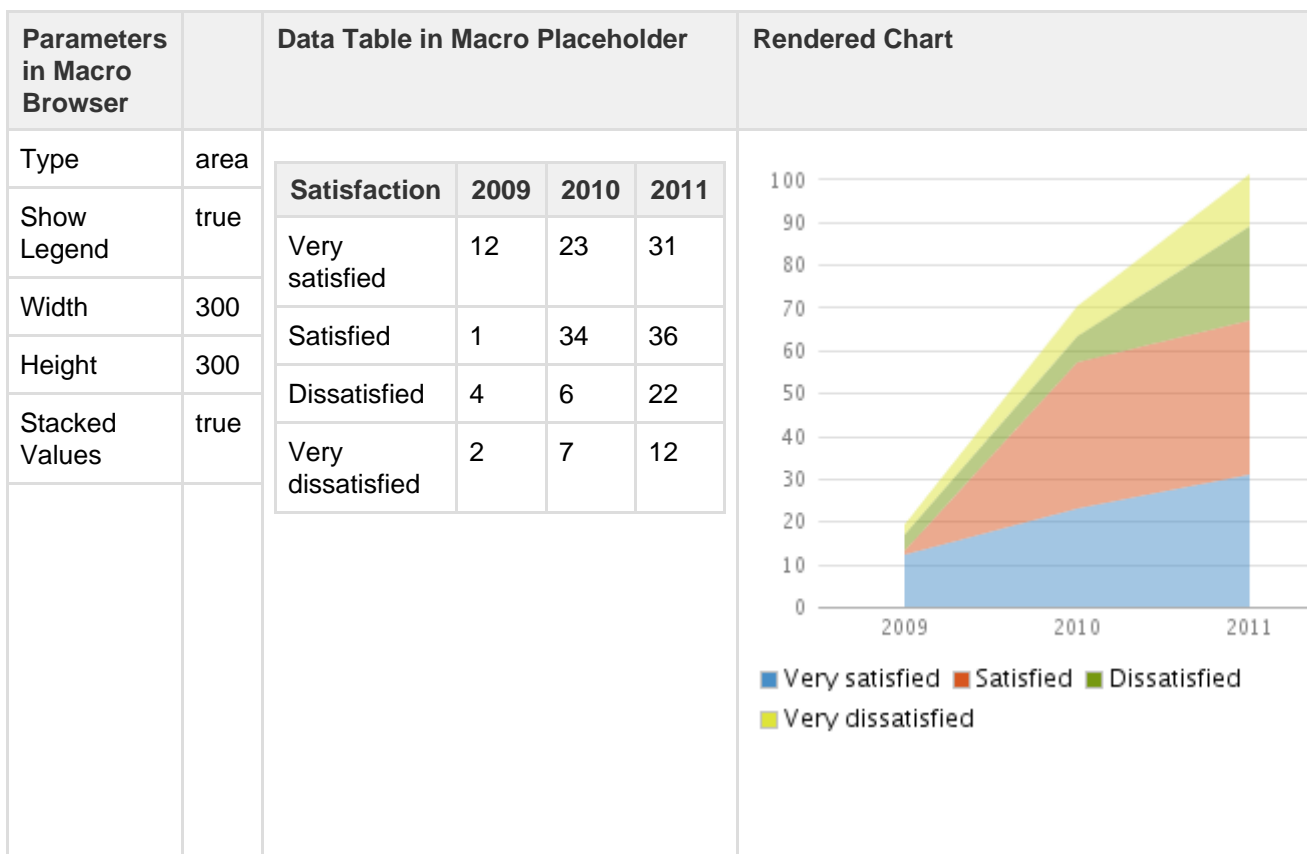 Parameters
in Macro
Browser
Data Table in Macro Placeholder
Rendered Chart
Type
area
Show
Legend
true
Width
300
Height
300
Stacked
Values
true
Satisfaction 2009 2010 2011
Very
satisfied
12 23 31
Satisfied 1 34 36
Dissatisfied 4 6 22
Very
dissatisfied
2 7 12
100
90
80
70
60
50
40
30
20
10
0
2009 2010 2011
Very satisfied Satisfied Dissatisfied
Very dissatisfied